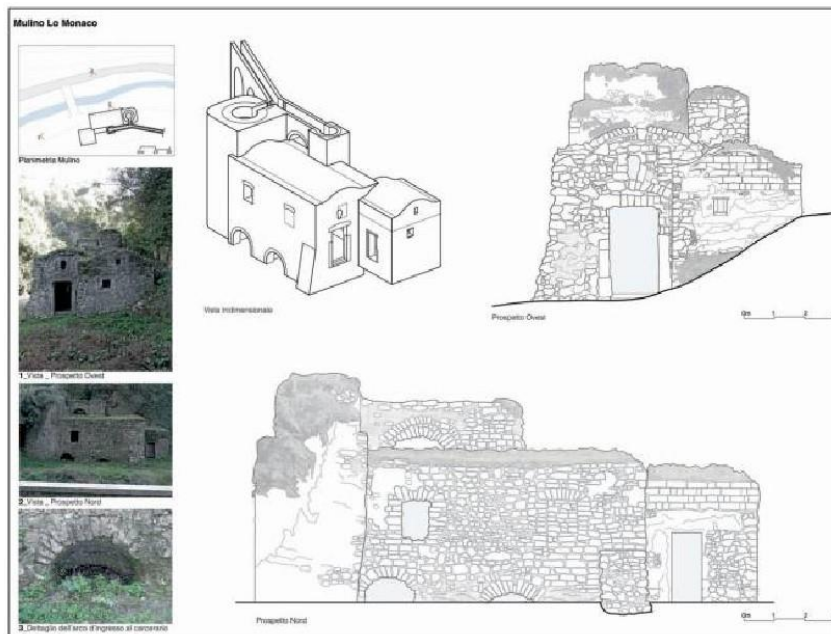 Mulino Lo Monaco
Planimetria Mulino
1_Vista _ Prospetto Ovest
2_Vista _ Prospetto Nord
3_Dettaglio dell'arco d'ingresso al carcerario
Vista tridimensionale
Prospetto Ovest
0m 1 2
Prospetto Nord
0m 1 2